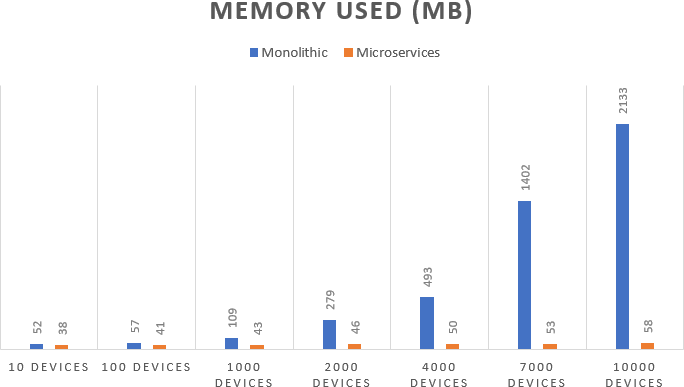 MEMORY USED (MB)
Monolithic Microservices
52 38 57 41 109 43 279 46 493 50 1402 53 2133 58
10 DEVICES 100 DEVICES 1000 DEVICES 2000 DEVICES 4000 DEVICES 7000 DEVICES 10000 DEVICES